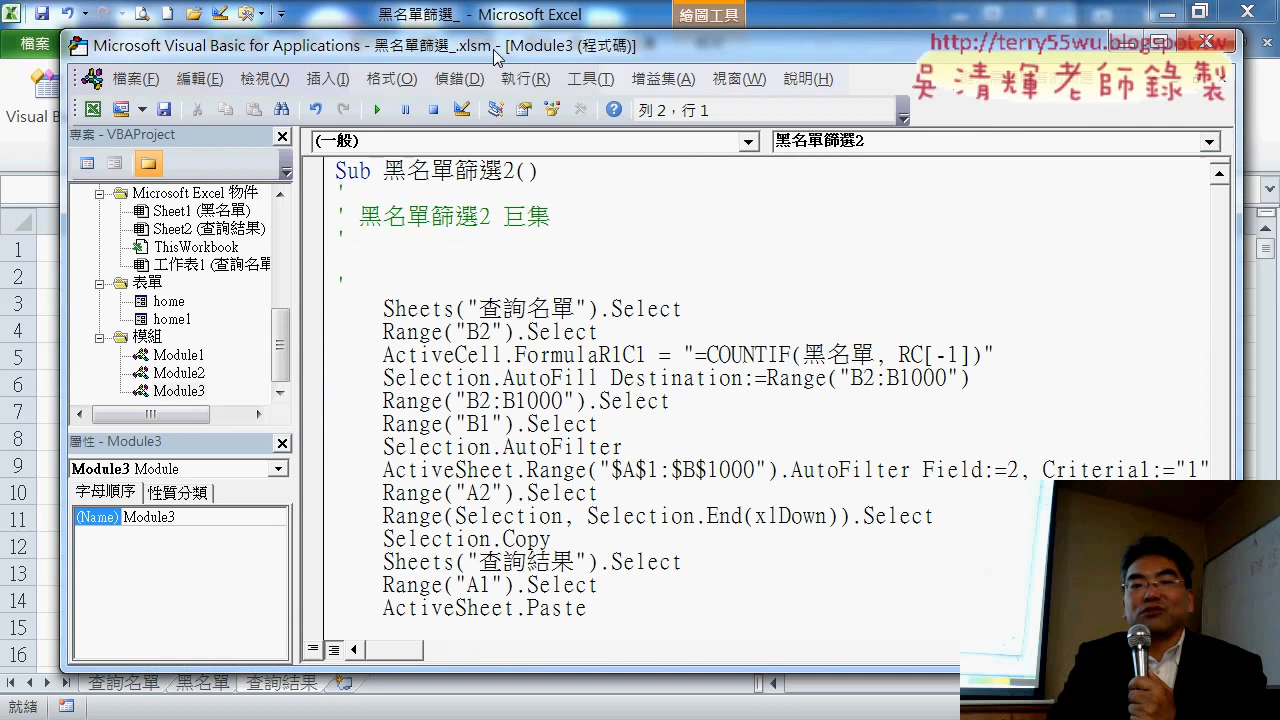 黑名單篩選_ - Microsoft Excel
繪圖工具
檔案
Microsoft Visual Basic for Applications - 黑
.xlsm - [Module3 (程式碼)]
http://terry55wu.blogspot.tw
吳清輝老師錄製
檔案(F) 編輯(E) 檢視(V) 插入(I) 格式(O) 偵錯 執行(R) 工具(T) 增益集(A) 視窗(W) 說明(H)
列 2，行 1
Visual B
專案 - VBAProject
(一般)
黑名單篩選2
Microsoft Excel 物件
Sheet1 (黑名單)
Sheet2 (查詢結果)
ThisWorkbook
工作表1 (查詢名單
表單
home
home1
模組
Module1
Module2
Module3
屬性 - Module3
Module3 Module
字母順序 性質分類
(Name) Module3
Sub 黑名單篩選2()
'
' 黑名單篩選2 巨集
'
'
Sheets("查詢名單").Select
Range("B2").Select
ActiveCell.FormulaR1C1 = "=COUNTIF(黑名單, RC[-1])"
Selection.AutoFill Destination:=Range("B2:B1000")
Range("B2:B1000").Select
Range("B1").Select
Selection.AutoFilter
ActiveSheet.Range("$A$1:$B$1000").AutoFilter Field:=2, Criteria1:="1"
Range("A2").Select
Range(Selection, Selection.End(xlDown)).Select
Selection.Copy
Sheets("查詢結果").Select
Range("A1").Select
ActiveSheet.Paste
1
2
3
4
5
6
7
8
9
10
11
12
13
14
15
16
查詢名單 黑名單 查詢結果
就緒